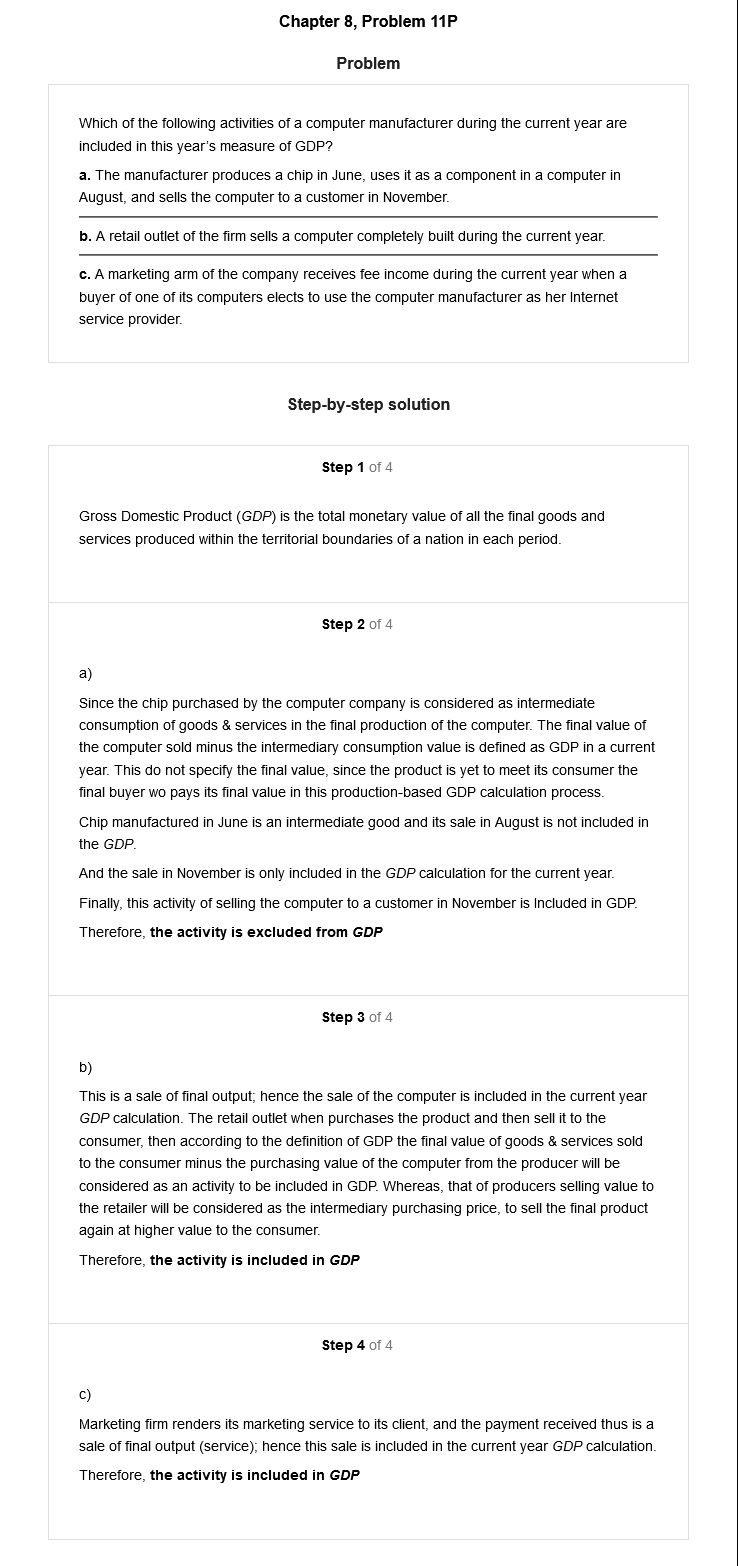 Chapter 8, Problem 11P
Problem
Which of the following activities of a computer manufacturer during the current year are
included in this year's measure of GDP?
a. The manufacturer produces a chip in June, uses it as a component in a computer in
August, and sells the computer to a customer in November.
b. A retail outlet of the firm sells a computer completely built during the current year.
c. A marketing arm of the company receives fee income during the current year when a
buyer of one of its computers elects to use the computer manufacturer as her Internet
service provider.
Step-by-step solution
Step 1 of 4
Gross Domestic Product (GDP) is the total monetary value of all the final goods and
services produced within the territorial boundaries of a nation in each period.
Step 2 of 4
a)
Since the chip purchased by the computer company is considered as intermediate
consumption of goods & services in the final production of the computer. The final value of
the computer sold minus the intermediary consumption value is defined as GDP in a current
year. This do not specify the final value, since the product is yet to meet its consumer the
final buyer wo pays its final value in this production-based GDP calculation process.
Chip manufactured in June is an intermediate good and its sale in August is not included in
the GDP.
And the sale in November is only included in the GDP calculation for the current year.
Finally, this activity of selling the computer to a customer in November is Included in GDP.
Therefore, the activity is excluded from GDP
Step 3 of 4
b)
This is a sale of final output; hence the sale of the computer is included in the current year
GDP calculation. The retail outlet when purchases the product and then sell it to the
consumer, then according to the definition of GDP the final value of goods & services sold
to the consumer minus the purchasing value of the computer from the producer will be
considered as an activity to be included in GDP. Whereas, that of producers selling value to
the retailer will be considered as the intermediary purchasing price, to sell the final product
again at higher value to the consumer.
Therefore, the activity is included in GDP
Step 4 of 4
c)
Marketing firm renders its marketing service to its client, and the payment received thus is a
sale of final output (service); hence this sale is included in the current year GDP calculation.
Therefore, the activity is included in GDP